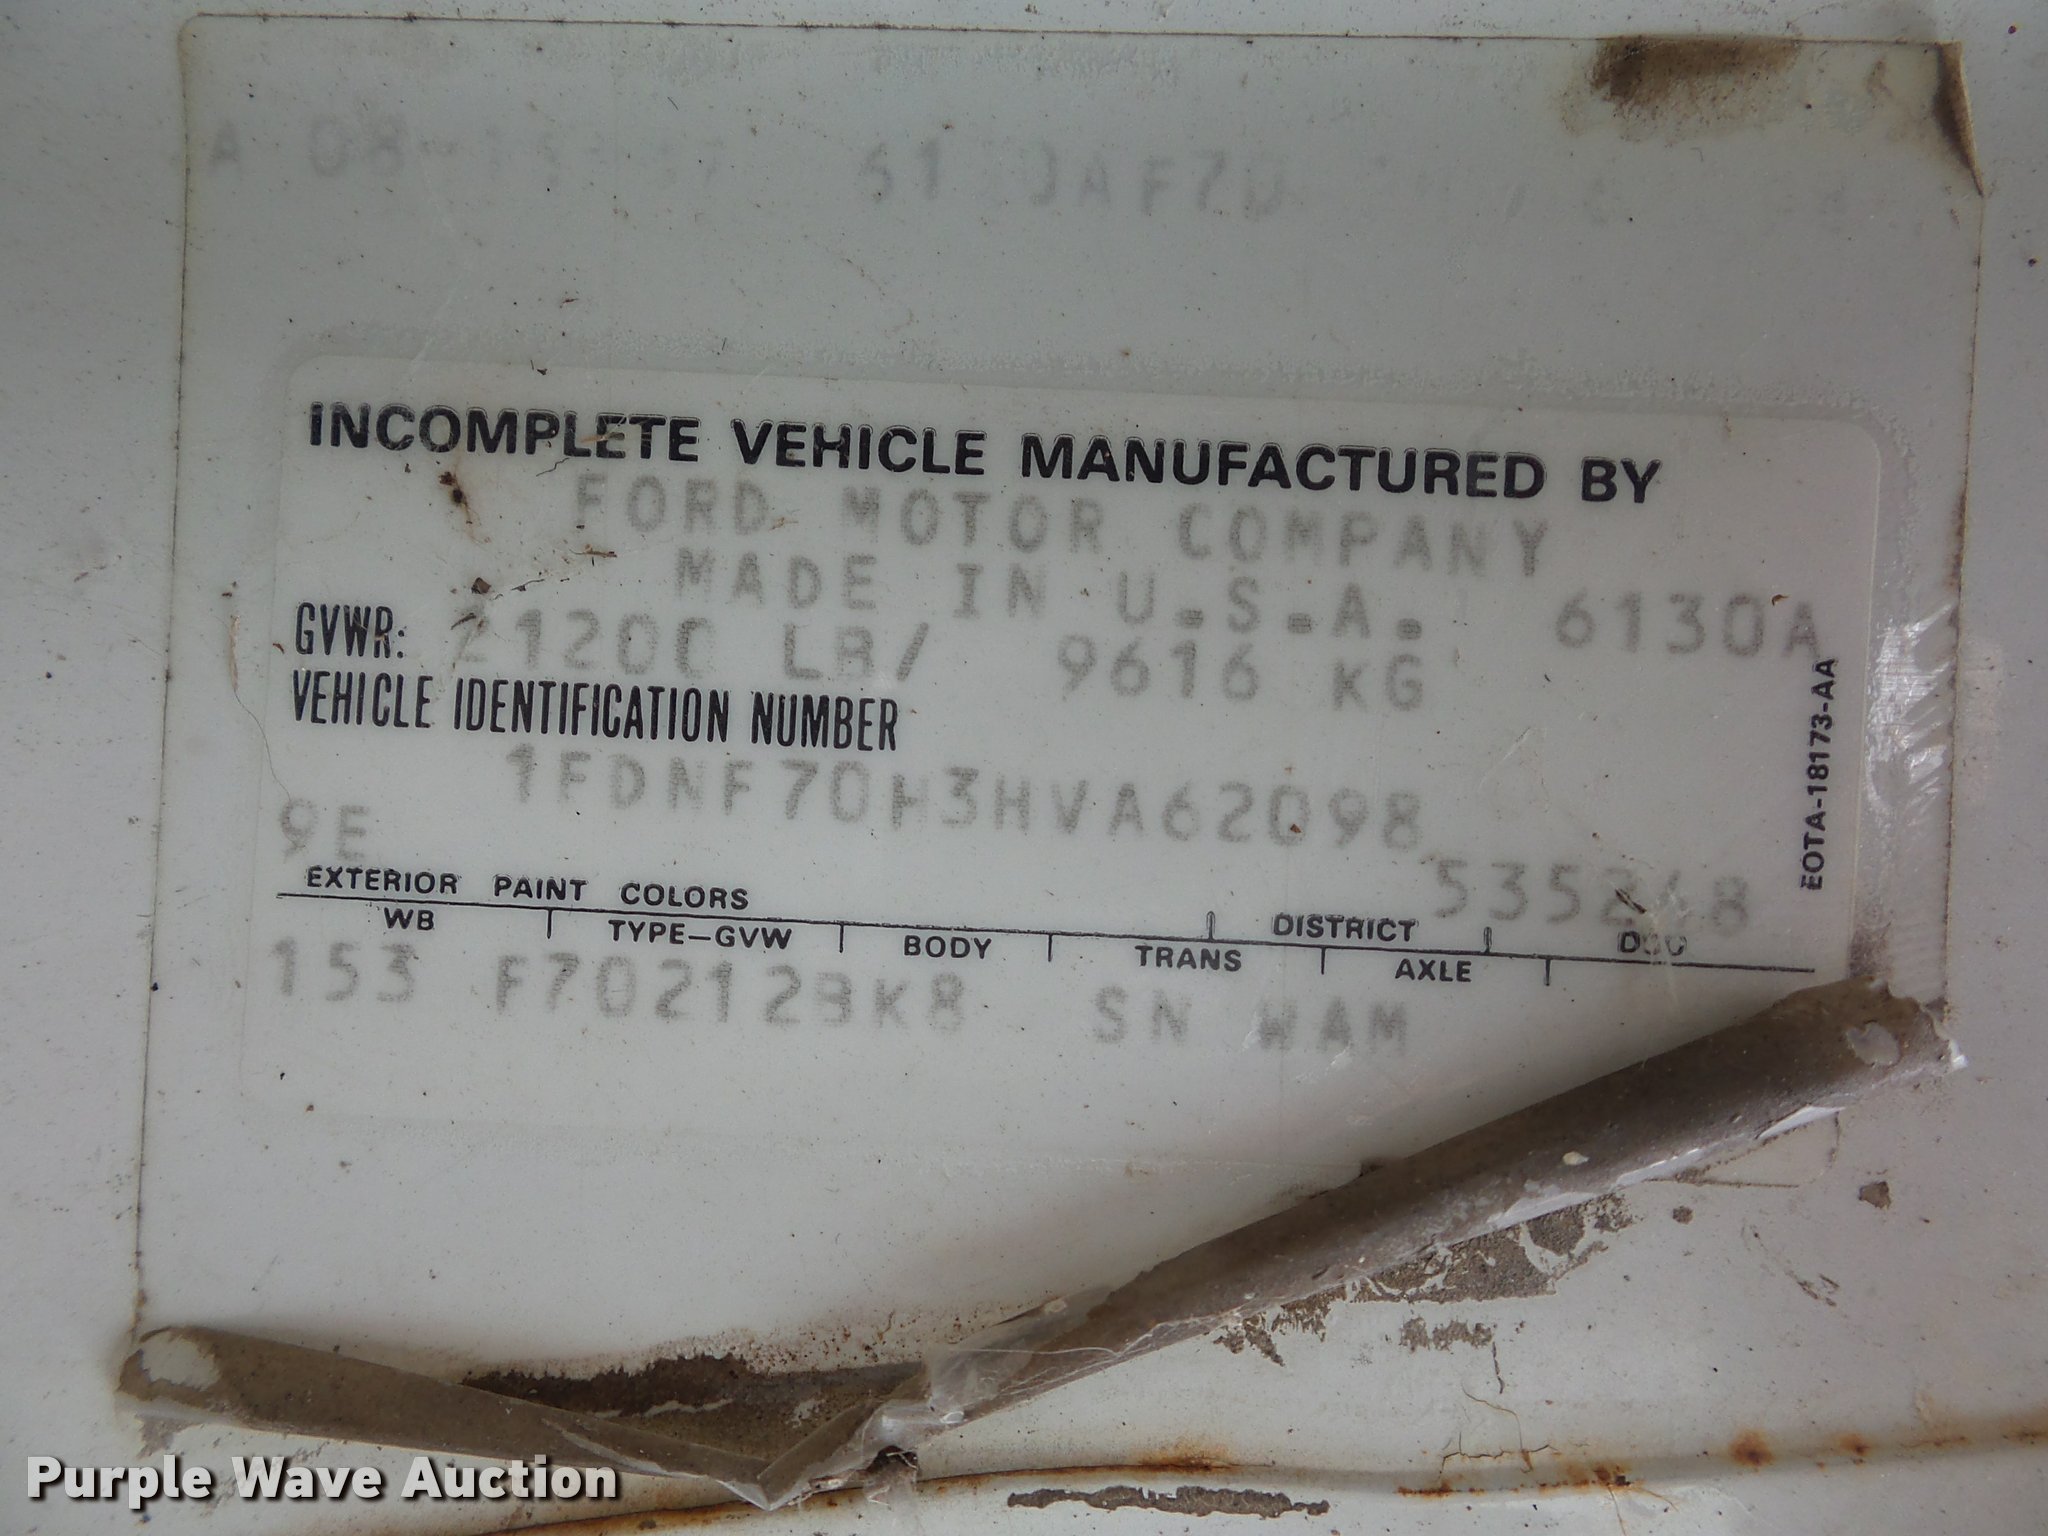 INCOMPLETE VEHICLE MANUFACTURED BY
FORD MOTOR COMPANY
MADE IN U.S.A. 6130A
GVWR: 21200 LB/ 9616 KG
VEHICLE IDENTIFICATION NUMBER
1FDNF70H3HVA62098
9E
EXTERIOR PAINT COLORS DISTRICT DSO
WB TYPE-GVW BODY TRANS AXLE
153 F70212BK8 SN WAM
EOTA-18173-AA
Purple Wave Auction